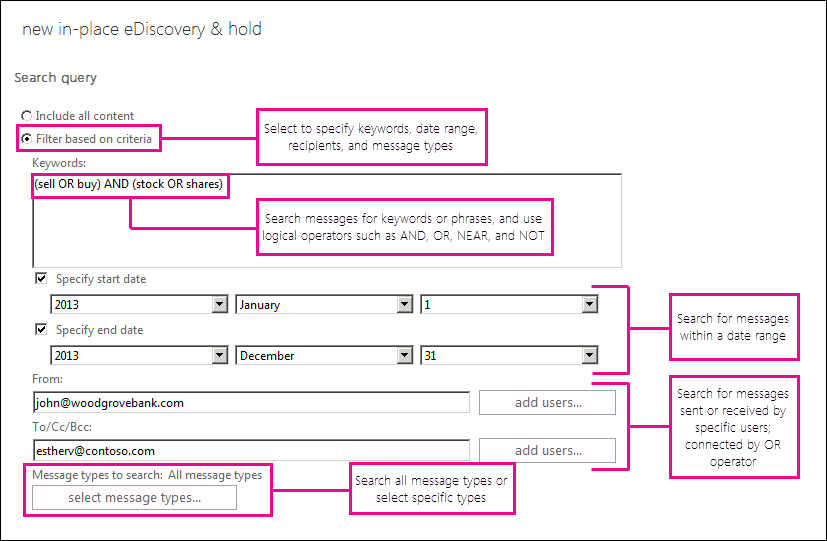 new in-place eDiscovery & hold
Search query
Include all content
Filter based on criteria
Select to specify keywords, date range,
recipients, and message types
Keywords:
(sell OR buy) AND (stock OR shares)
Search messages for keywords or phrases, and use
logical operators such as AND, OR, NEAR, and NOT
Specify start date
2013 January 1
Specify end date
2013 December 31
Search for messages
within a date range
From:
john@woodgrovebank.com add users...
To/Cc/Bcc:
estherv@contoso.com add users...
Search for messages
sent or received by
specific users;
connected by OR
operator
Message types to search: All message types
select message types...
Search all message types or
select specific types